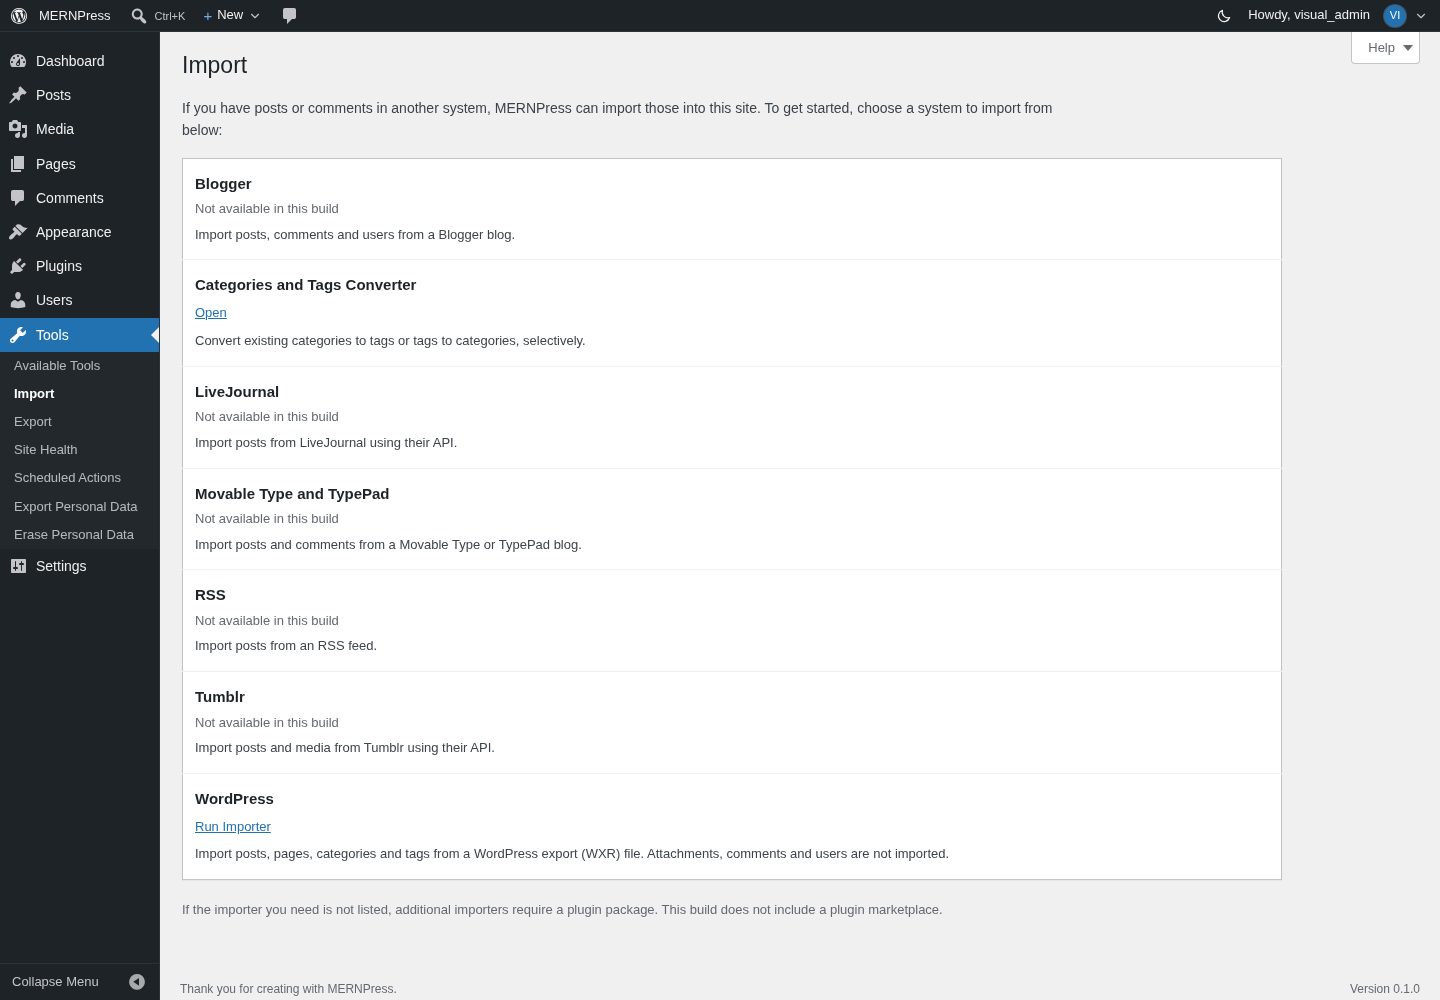 MERNPress
Ctrl+K
+ New
Howdy, visual_admin
VI
Help
Dashboard
Posts
Media
Pages
Comments
Appearance
Plugins
Users
Tools
Available Tools
Import
Export
Site Health
Scheduled Actions
Export Personal Data
Erase Personal Data
Settings
Collapse Menu
Import
If you have posts or comments in another system, MERNPress can import those into this site. To get started, choose a system to import from
below:
Blogger
Not available in this build
Import posts, comments and users from a Blogger blog.
Categories and Tags Converter
Open
Convert existing categories to tags or tags to categories, selectively.
LiveJournal
Not available in this build
Import posts from LiveJournal using their API.
Movable Type and TypePad
Not available in this build
Import posts and comments from a Movable Type or TypePad blog.
RSS
Not available in this build
Import posts from an RSS feed.
Tumblr
Not available in this build
Import posts and media from Tumblr using their API.
WordPress
Run Importer
Import posts, pages, categories and tags from a WordPress export (WXR) file. Attachments, comments and users are not imported.
If the importer you need is not listed, additional importers require a plugin package. This build does not include a plugin marketplace.
Thank you for creating with MERNPress.
Version 0.1.0